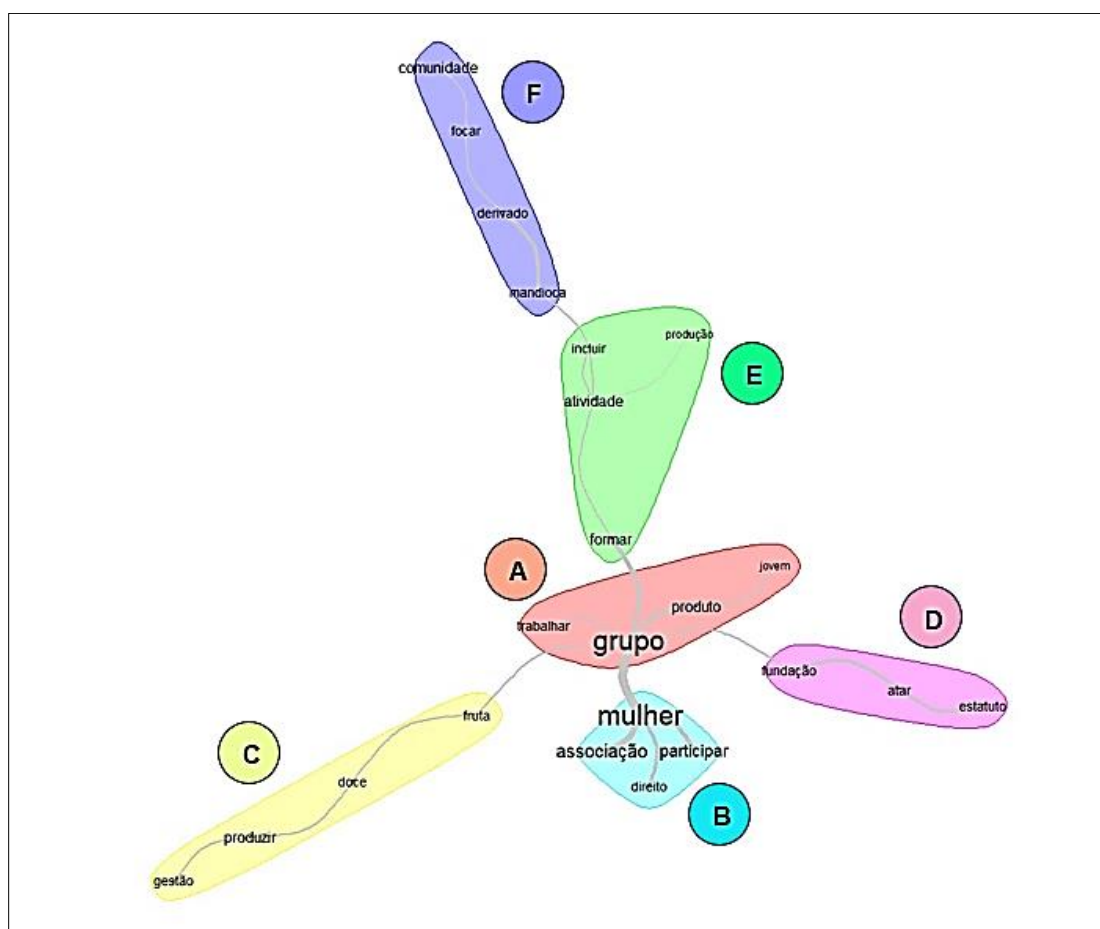 comunidade
F
focar
derivado
mandioca
produção
incluir
E
atividade
formar
A
jovem
produto
trabalhar
D
grupo
fundação
atar
estatuto
fruta
mulher
C
associação participar
doce
direito
B
produzir
gestão